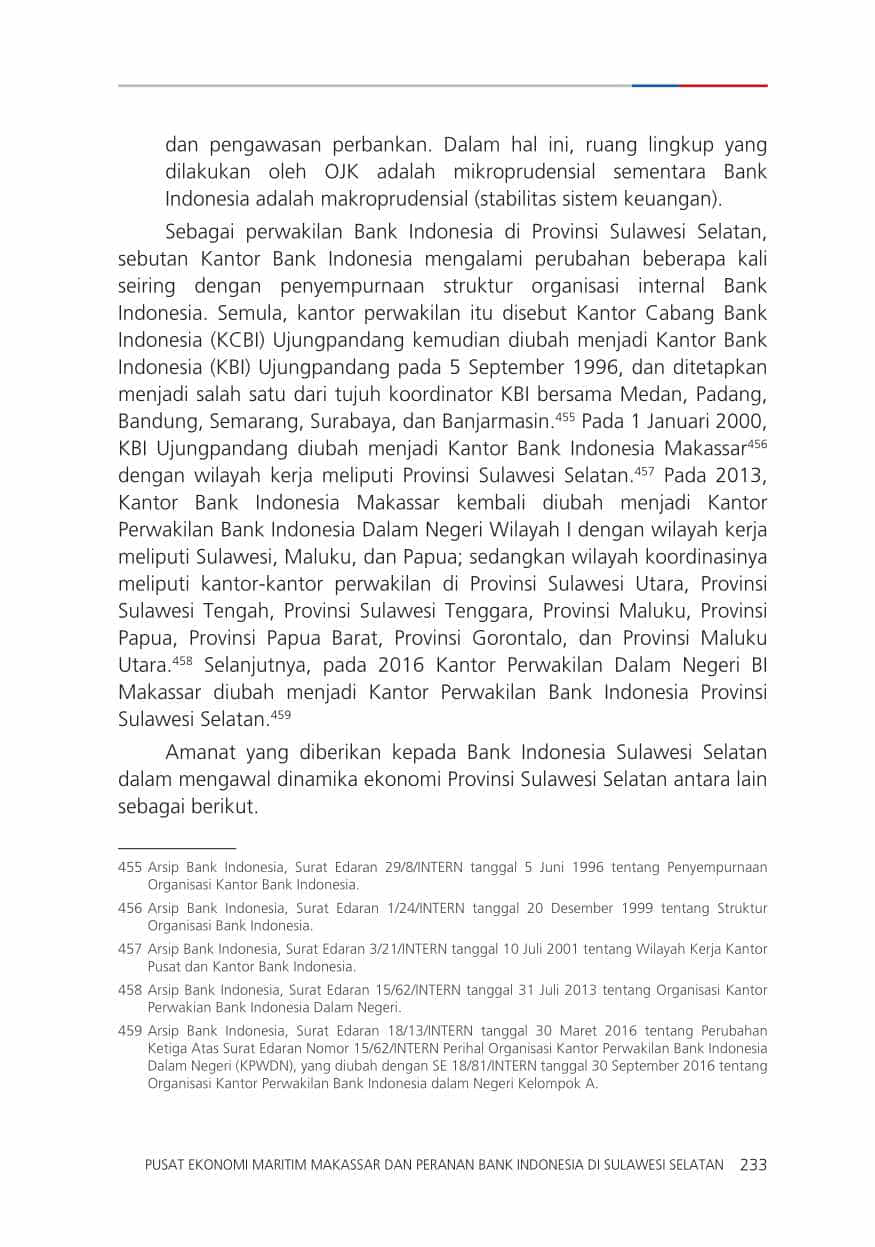 dan pengawasan perbankan. Dalam hal ini, ruang lingkup yang
dilakukan oleh OJK adalah mikroprudensial sementara Bank
Indonesia adalah makroprudensial (stabilitas sistem keuangan).
Sebagai perwakilan Bank Indonesia di Provinsi Sulawesi Selatan,
sebutan Kantor Bank Indonesia mengalami perubahan beberapa kali
seiring dengan penyempurnaan struktur organisasi internal Bank
Indonesia. Semula, kantor perwakilan itu disebut Kantor Cabang Bank
Indonesia (KCBI) Ujungpandang kemudian diubah menjadi Kantor Bank
Indonesia (KBI) Ujungpandang pada 5 September 1996, dan ditetapkan
menjadi salah satu dari tujuh koordinator KBI bersama Medan, Padang,
Bandung, Semarang, Surabaya, dan Banjarmasin.455 Pada 1 Januari 2000,
KBI Ujungpandang diubah menjadi Kantor Bank Indonesia Makassar456
dengan wilayah kerja meliputi Provinsi Sulawesi Selatan.457 Pada 2013,
Kantor Bank Indonesia Makassar kembali diubah menjadi Kantor
Perwakilan Bank Indonesia Dalam Negeri Wilayah I dengan wilayah kerja
meliputi Sulawesi, Maluku, dan Papua; sedangkan wilayah koordinasinya
meliputi kantor-kantor perwakilan di Provinsi Sulawesi Utara, Provinsi
Sulawesi Tengah, Provinsi Sulawesi Tenggara, Provinsi Maluku, Provinsi
Papua, Provinsi Papua Barat, Provinsi Gorontalo, dan Provinsi Maluku
Utara.458 Selanjutnya, pada 2016 Kantor Perwakilan Dalam Negeri BI
Makassar diubah menjadi Kantor Perwakilan Bank Indonesia Provinsi
Sulawesi Selatan.459
Amanat yang diberikan kepada Bank Indonesia Sulawesi Selatan
dalam mengawal dinamika ekonomi Provinsi Sulawesi Selatan antara lain
sebagai berikut.
455 Arsip Bank Indonesia, Surat Edaran 29/8/INTERN tanggal 5 Juni 1996 tentang Penyempurnaan
Organisasi Kantor Bank Indonesia.
456 Arsip Bank Indonesia, Surat Edaran 1/24/INTERN tanggal 20 Desember 1999 tentang Struktur
Organisasi Bank Indonesia.
457 Arsip Bank Indonesia, Surat Edaran 3/21/INTERN tanggal 10 Juli 2001 tentang Wilayah Kerja Kantor
Pusat dan Kantor Bank Indonesia.
458 Arsip Bank Indonesia, Surat Edaran 15/62/INTERN tanggal 31 Juli 2013 tentang Organisasi Kantor
Perwakian Bank Indonesia Dalam Negeri.
459 Arsip Bank Indonesia, Surat Edaran 18/13/INTERN tanggal 30 Maret 2016 tentang Perubahan
Ketiga Atas Surat Edaran Nomor 15/62/INTERN Perihal Organisasi Kantor Perwakilan Bank Indonesia
Dalam Negeri (KPWDN), yang diubah dengan SE 18/81/INTERN tanggal 30 September 2016 tentang
Organisasi Kantor Perwakilan Bank Indonesia dalam Negeri Kelompok A.
PUSAT EKONOMI MARITIM MAKASSAR DAN PERANAN BANK INDONESIA DI SULAWESI SELATAN 233